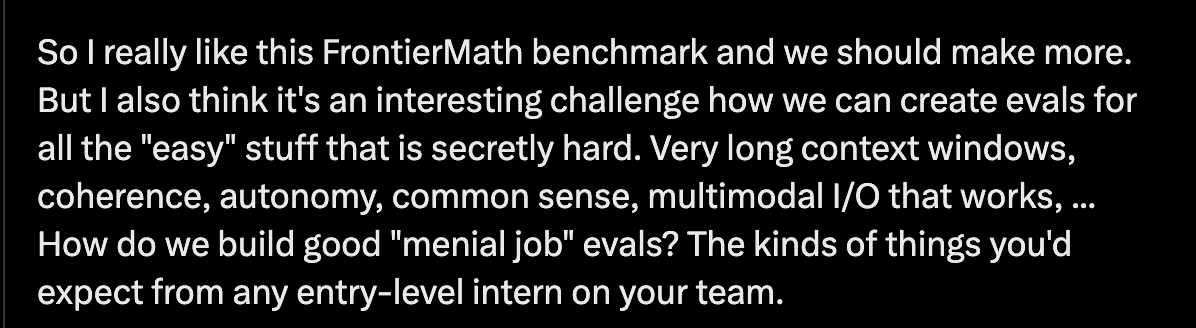 So I really like this FrontierMath benchmark and we should make more.
But I also think it's an interesting challenge how we can create evals for
all the "easy" stuff that is secretly hard. Very long context windows,
coherence, autonomy, common sense, multimodal I/O that works, ...
How do we build good "menial job" evals? The kinds of things you'd
expect from any entry-level intern on your team.